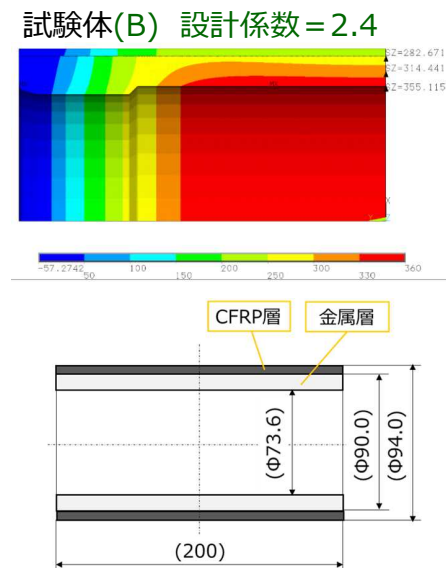 試験体(B) 設計係数=2.4
SZ=282.671
SZ=314.441
SZ=355.115
X
Z
-57.2742 100 200 300 360
50 150 250 330
CFRP層 金属層
(Φ73.6)
(Φ90.0)
(Φ94.0)
(200)